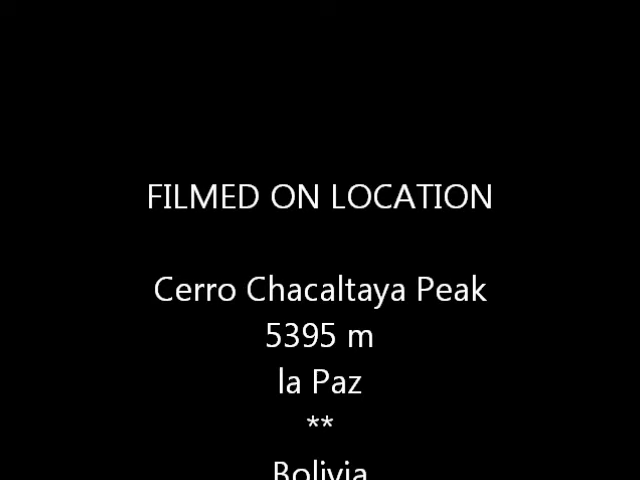 FILMED ON LOCATION
Cerro Chacaltaya Peak
5395 m
la Paz
**
Bolivia